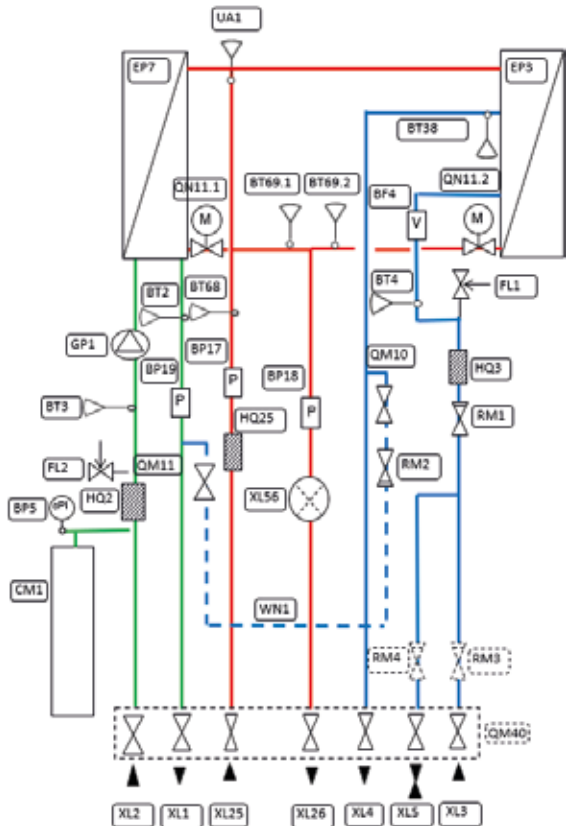 UA1
EP7
EP3
BT38
QN11.1
BT69.1
BT69.2
BF4
QN11.2
M
V
M
BT2
BT68
BT4
FL1
GP1
BP17
QM10
BP19
BP18
HQ3
P
P
P
BT3
HQ25
RM1
FL2
QM11
RM2
HQ2
XL56
BP5
CM1
WN1
RM4
RM3
QM40
XL2
XL1
XL25
XL26
XL4
XL5
XL3